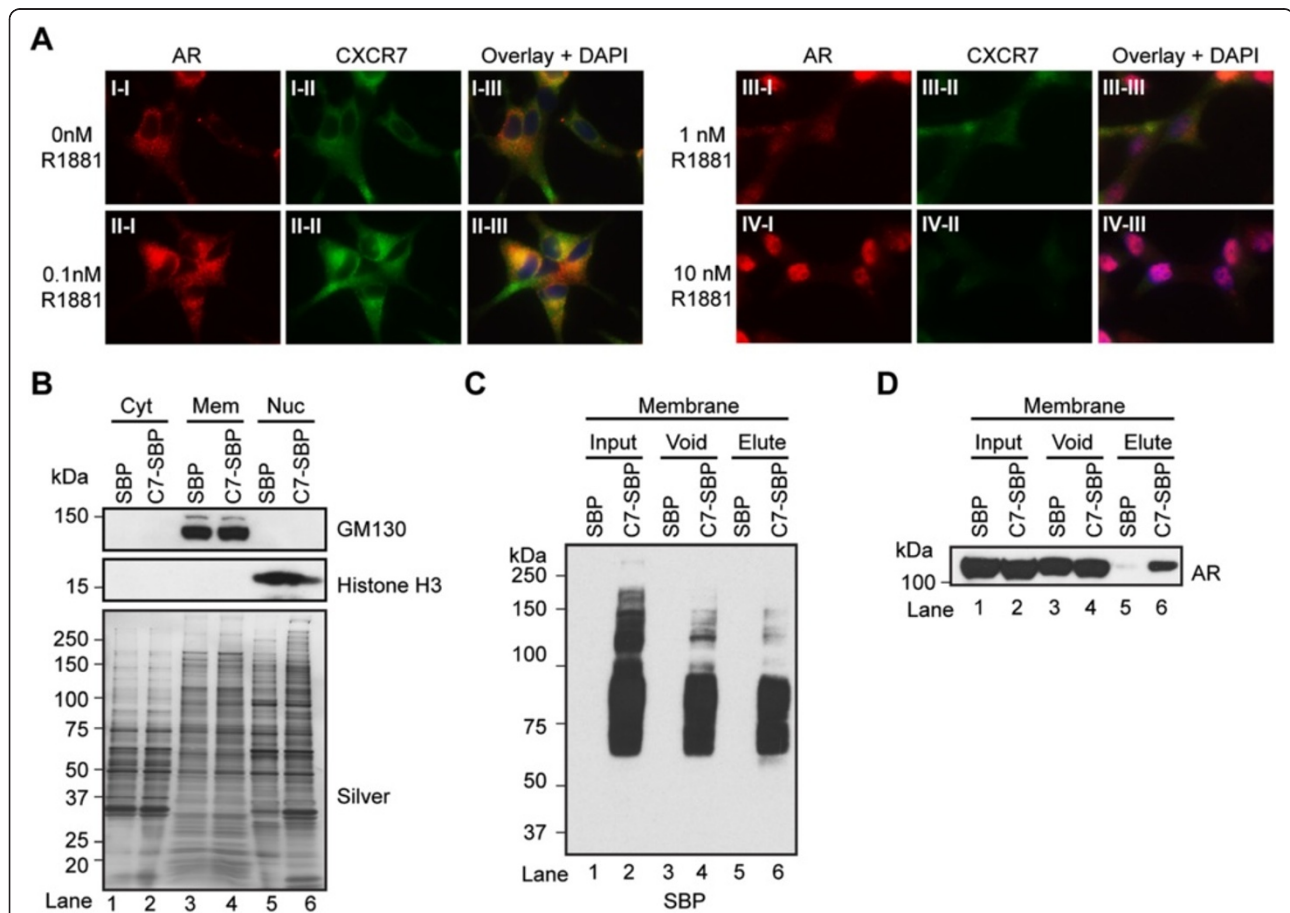 A
AR CXCR7 Overlay + DAPI
0nM R1881
I-I I-II I-III
0.1nM R1881
II-I II-II II-III
AR CXCR7 Overlay + DAPI
1 nM R1881
III-I III-II III-III
10 nM R1881
IV-I IV-II IV-III
B
Cyt Mem Nuc
kDa
SBP C7-SBP SBP C7-SBP SBP C7-SBP
150
GM130
15
Histone H3
250
150
100
75
50
37
25
20
Silver
Lane 1 2 3 4 5 6
C
Membrane
Input Void Elute
SBP C7-SBP SBP C7-SBP SBP C7-SBP
kDa
250
150
100
75
50
37
Lane 1 2 3 4 5 6
SBP
D
Membrane
Input Void Elute
SBP C7-SBP SBP C7-SBP SBP C7-SBP
kDa
100
AR
Lane 1 2 3 4 5 6